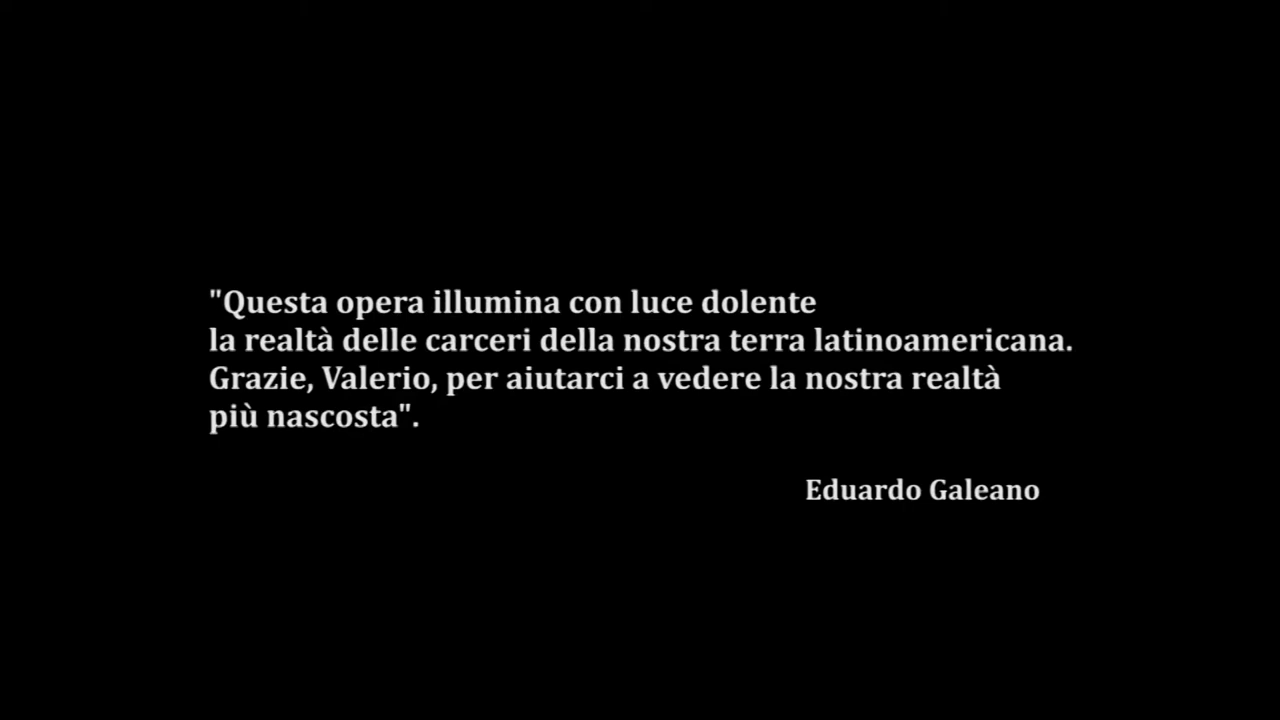 "Questa opera illumina con luce dolente
la realtà delle carceri della nostra terra latinoamericana.
Grazie, Valerio, per aiutarci a vedere la nostra realtà
più nascosta".
Eduardo Galeano